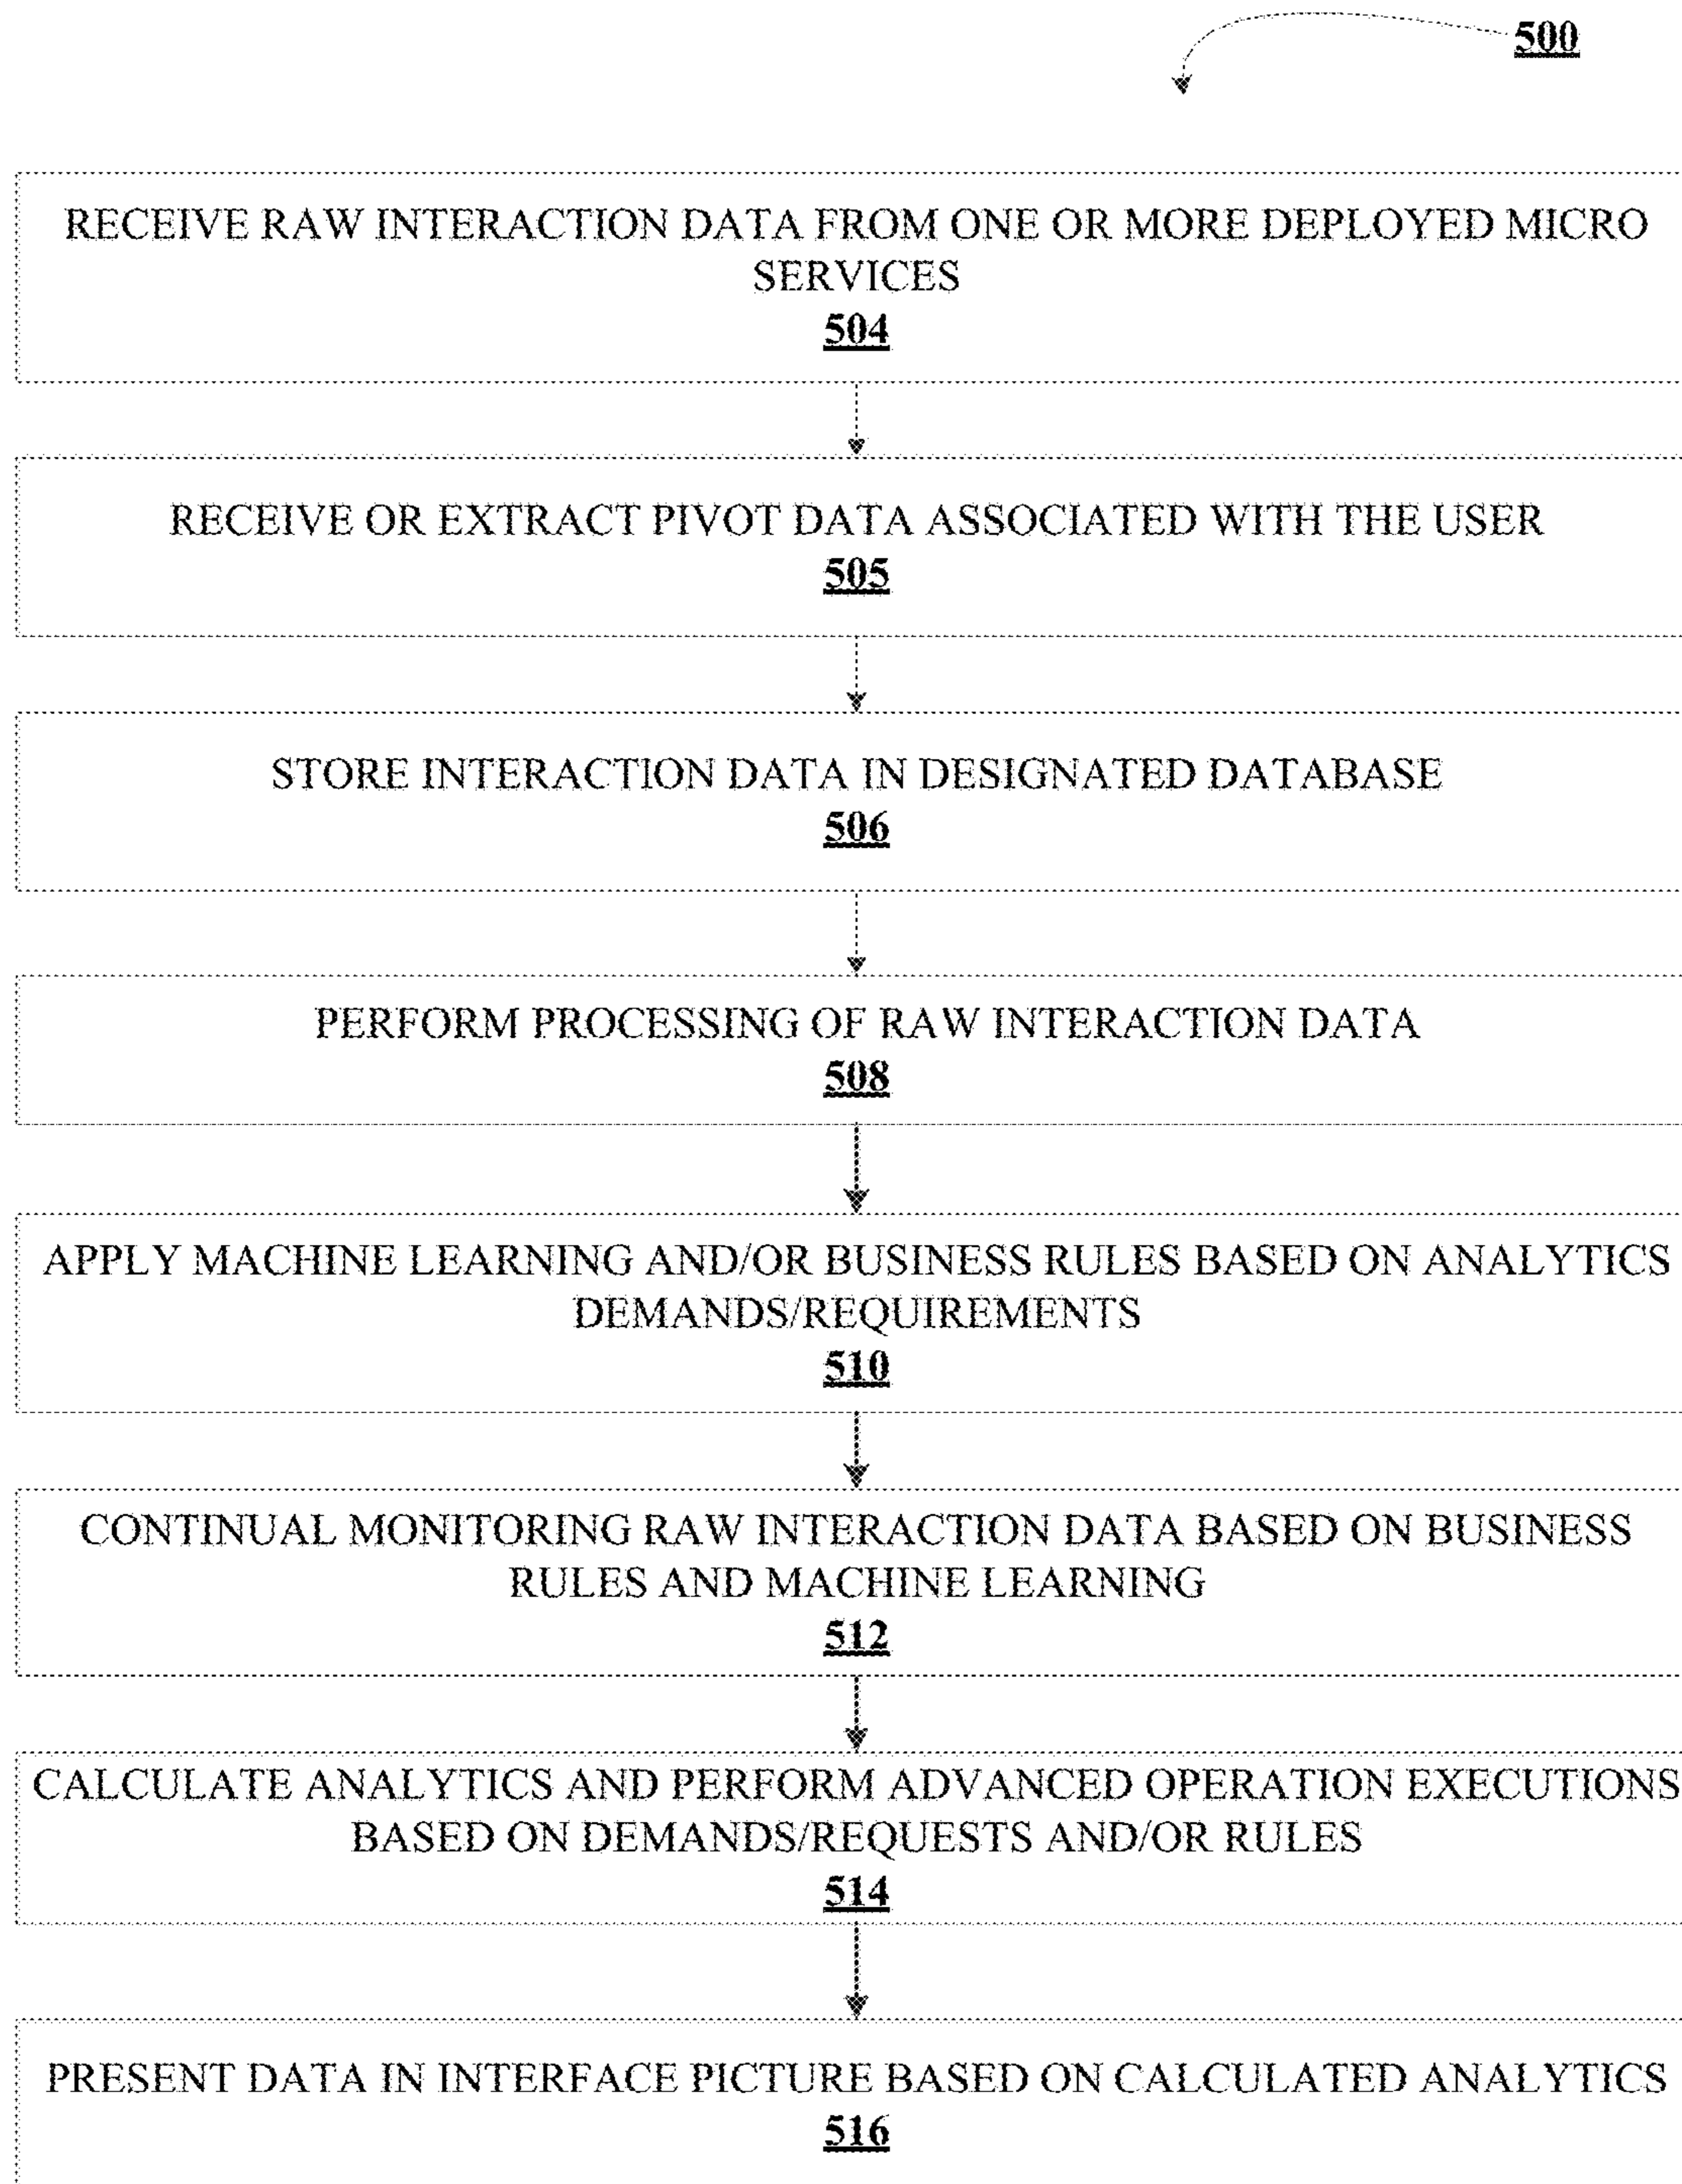 500
RECEIVE RAW INTERACTION DATA FROM ONE OR MORE DEPLOYED MICRO
SERVICES
504
RECEIVE OR EXTRACT PIVOT DATA ASSOCIATED WITH THE USER
505
STORE INTERACTION DATA IN DESIGNATED DATABASE
506
PERFORM PROCESSING OF RAW INTERACTION DATA
508
APPLY MACHINE LEARNING AND/OR BUSINESS RULES BASED ON ANALYTICS
DEMANDS/REQUIREMENTS
510
CONTINUAL MONITORING RAW INTERACTION DATA BASED ON BUSINESS
RULES AND MACHINE LEARNING
512
CALCULATE ANALYTICS AND PERFORM ADVANCED OPERATION EXECUTIONS
BASED ON DEMANDS/REQUESTS AND/OR RULES
514
PRESENT DATA IN INTERFACE PICTURE BASED ON CALCULATED ANALYTICS
516